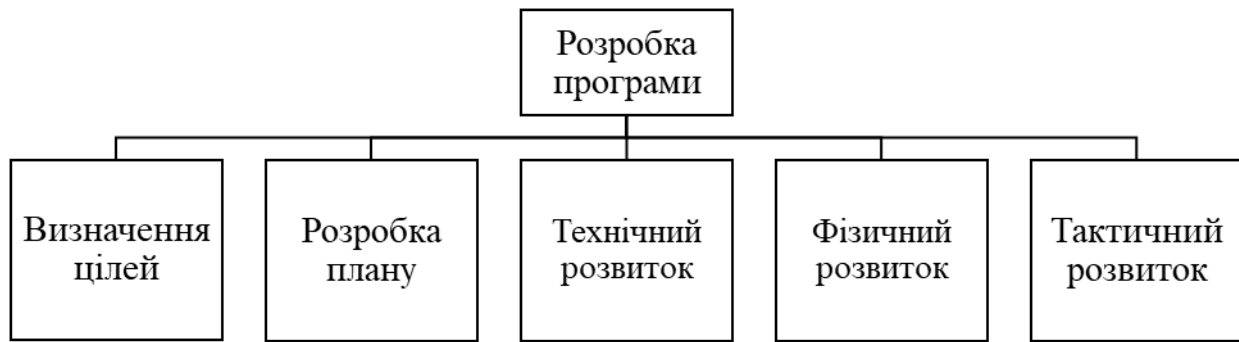 Розробка
програми
Визначення
цілей
Розробка
плану
Технічний
розвиток
Фізичний
розвиток
Тактичний
розвиток